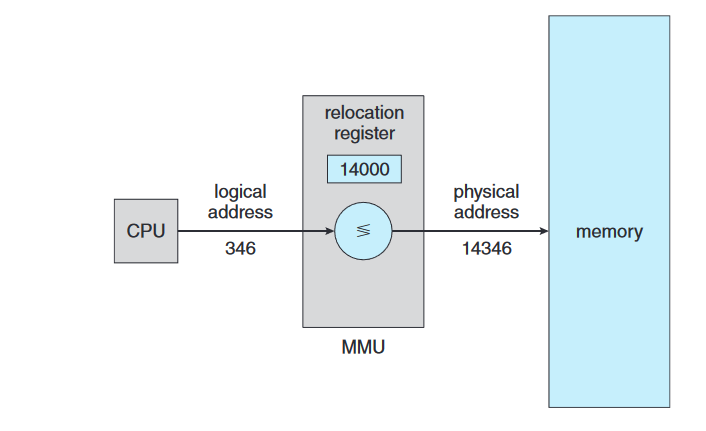 relocation
register
14000
logical
address
physical
address
CPU
≶
memory
346
14346
MMU